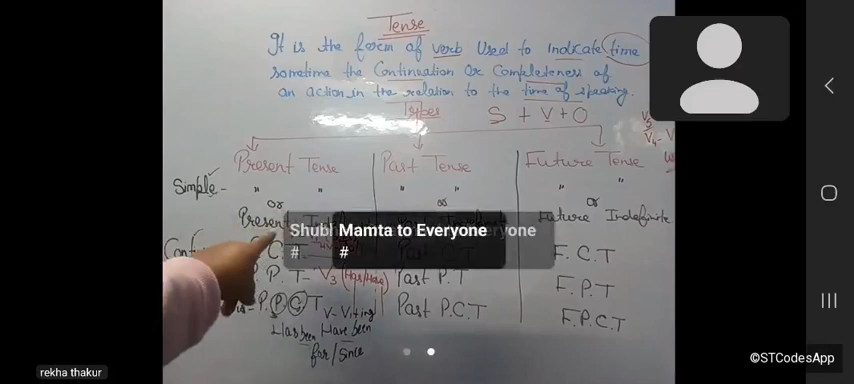 Tense
It is the form of verb Used to indicate time
sometime the Continuation or Completeness of
an action in the relation to the time of speaking.
Types S + V + O
Present Tense Past Tense Future Tense
Simple - " " " " " "
or or or
Present Future Indefinite
Shubh Mamta to Everyone
# #
C. T F.C.T
P. T - V3 (Has/Have) Past P.T F.P.T
P.P.C.T V-V+ing Past P.C.T F.P.C.T
Has been Have been
for/since
rekha thakur
©STCodesApp